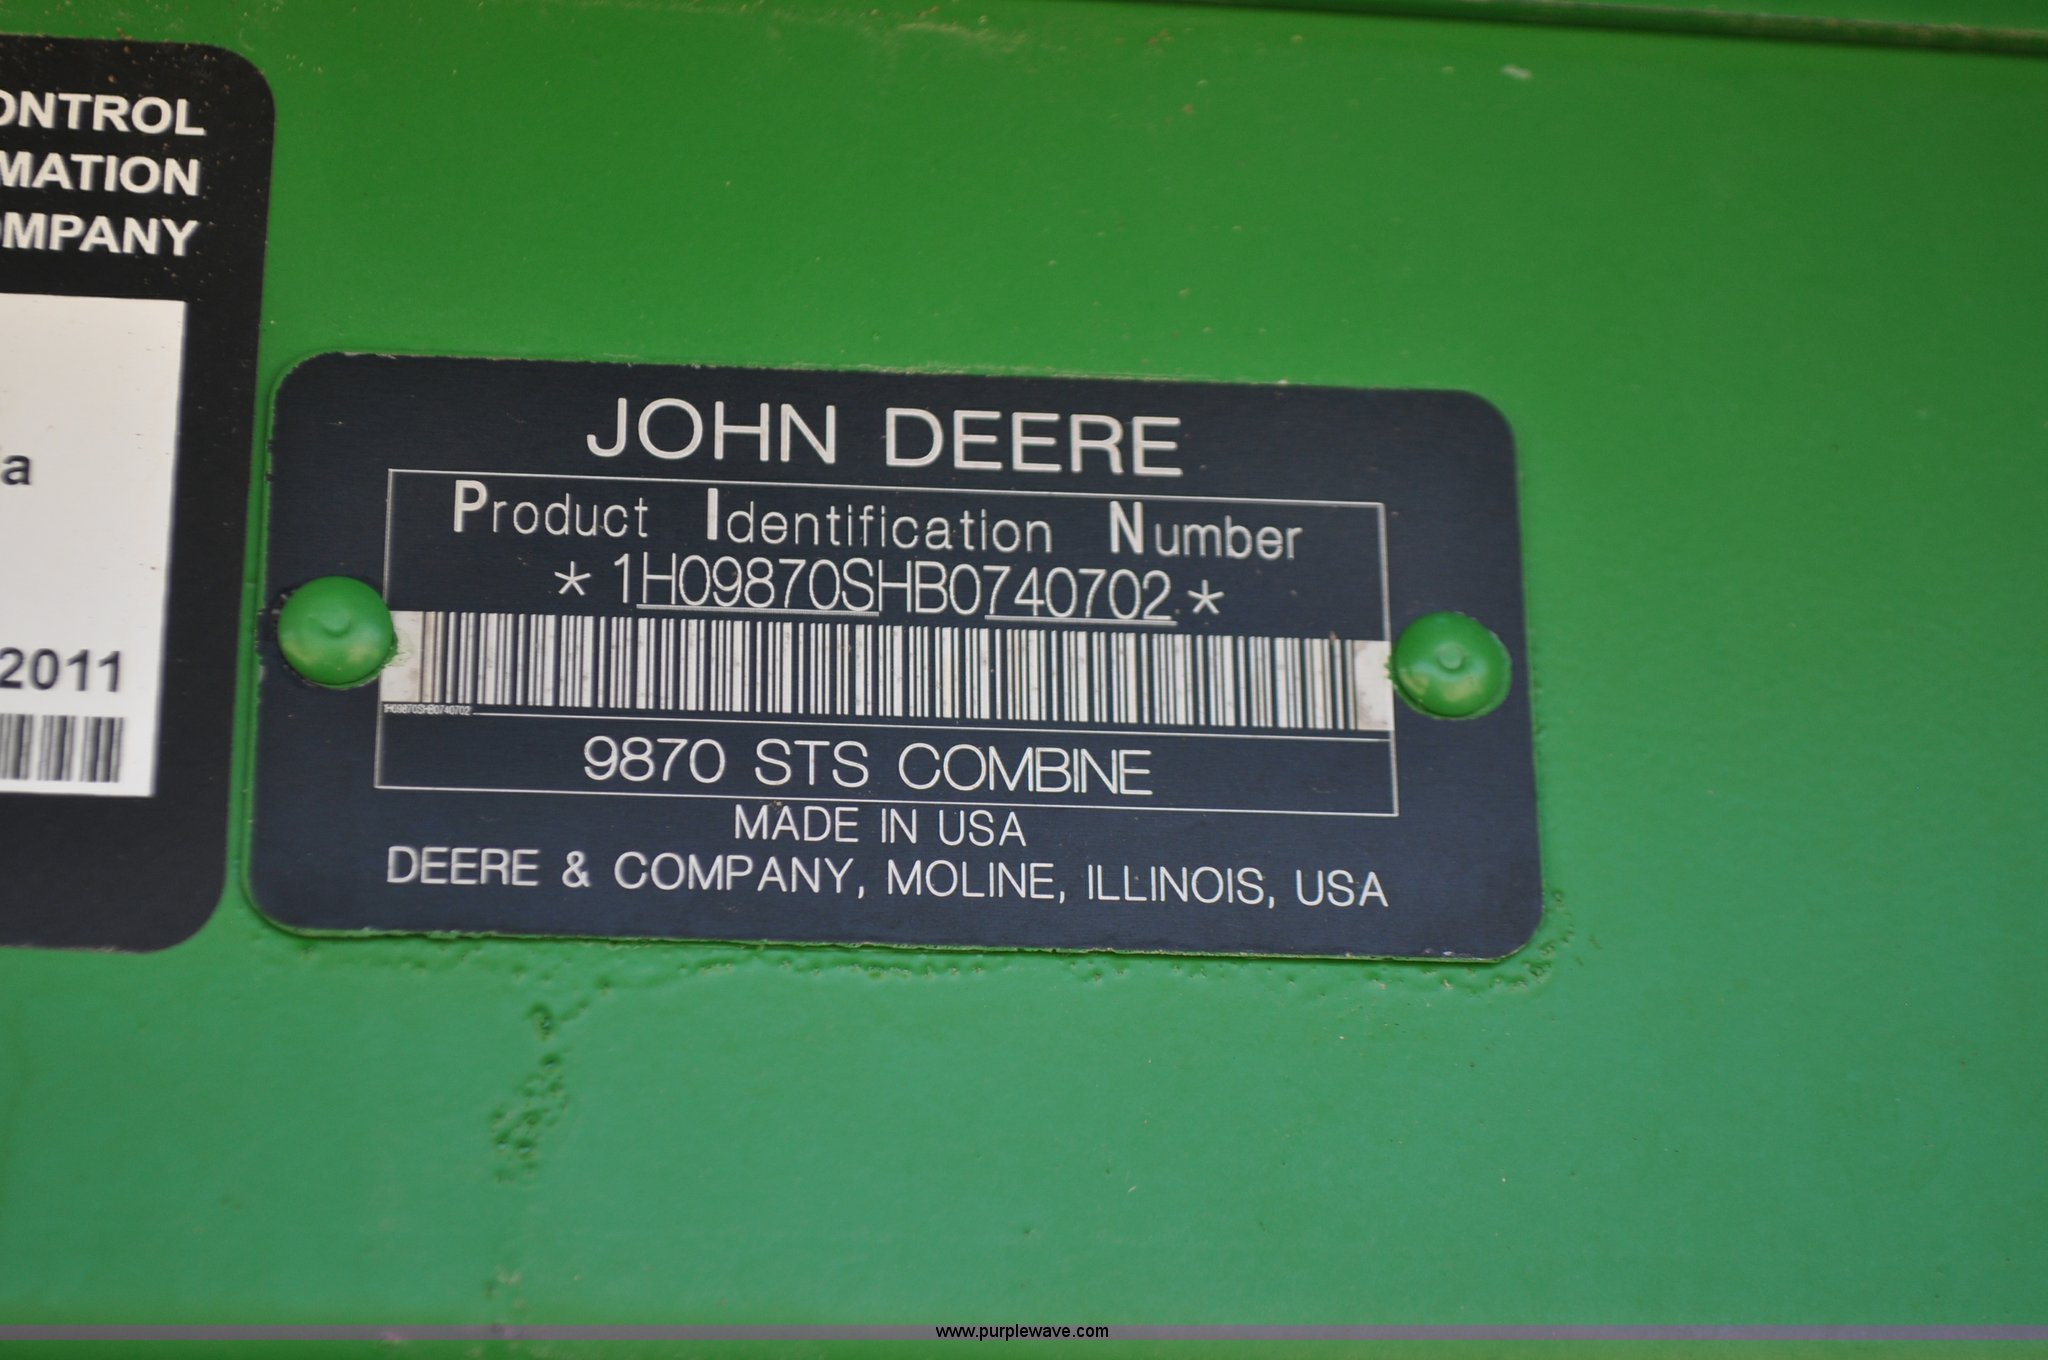 ONTROL
MATION
OMPANY
a
2011
JOHN DEERE
Product Identification Number
*1H09870SHB0740702*
1H09870SHB0740702
9870 STS COMBINE
MADE IN USA
DEERE & COMPANY, MOLINE, ILLINOIS, USA
www.purplewave.com